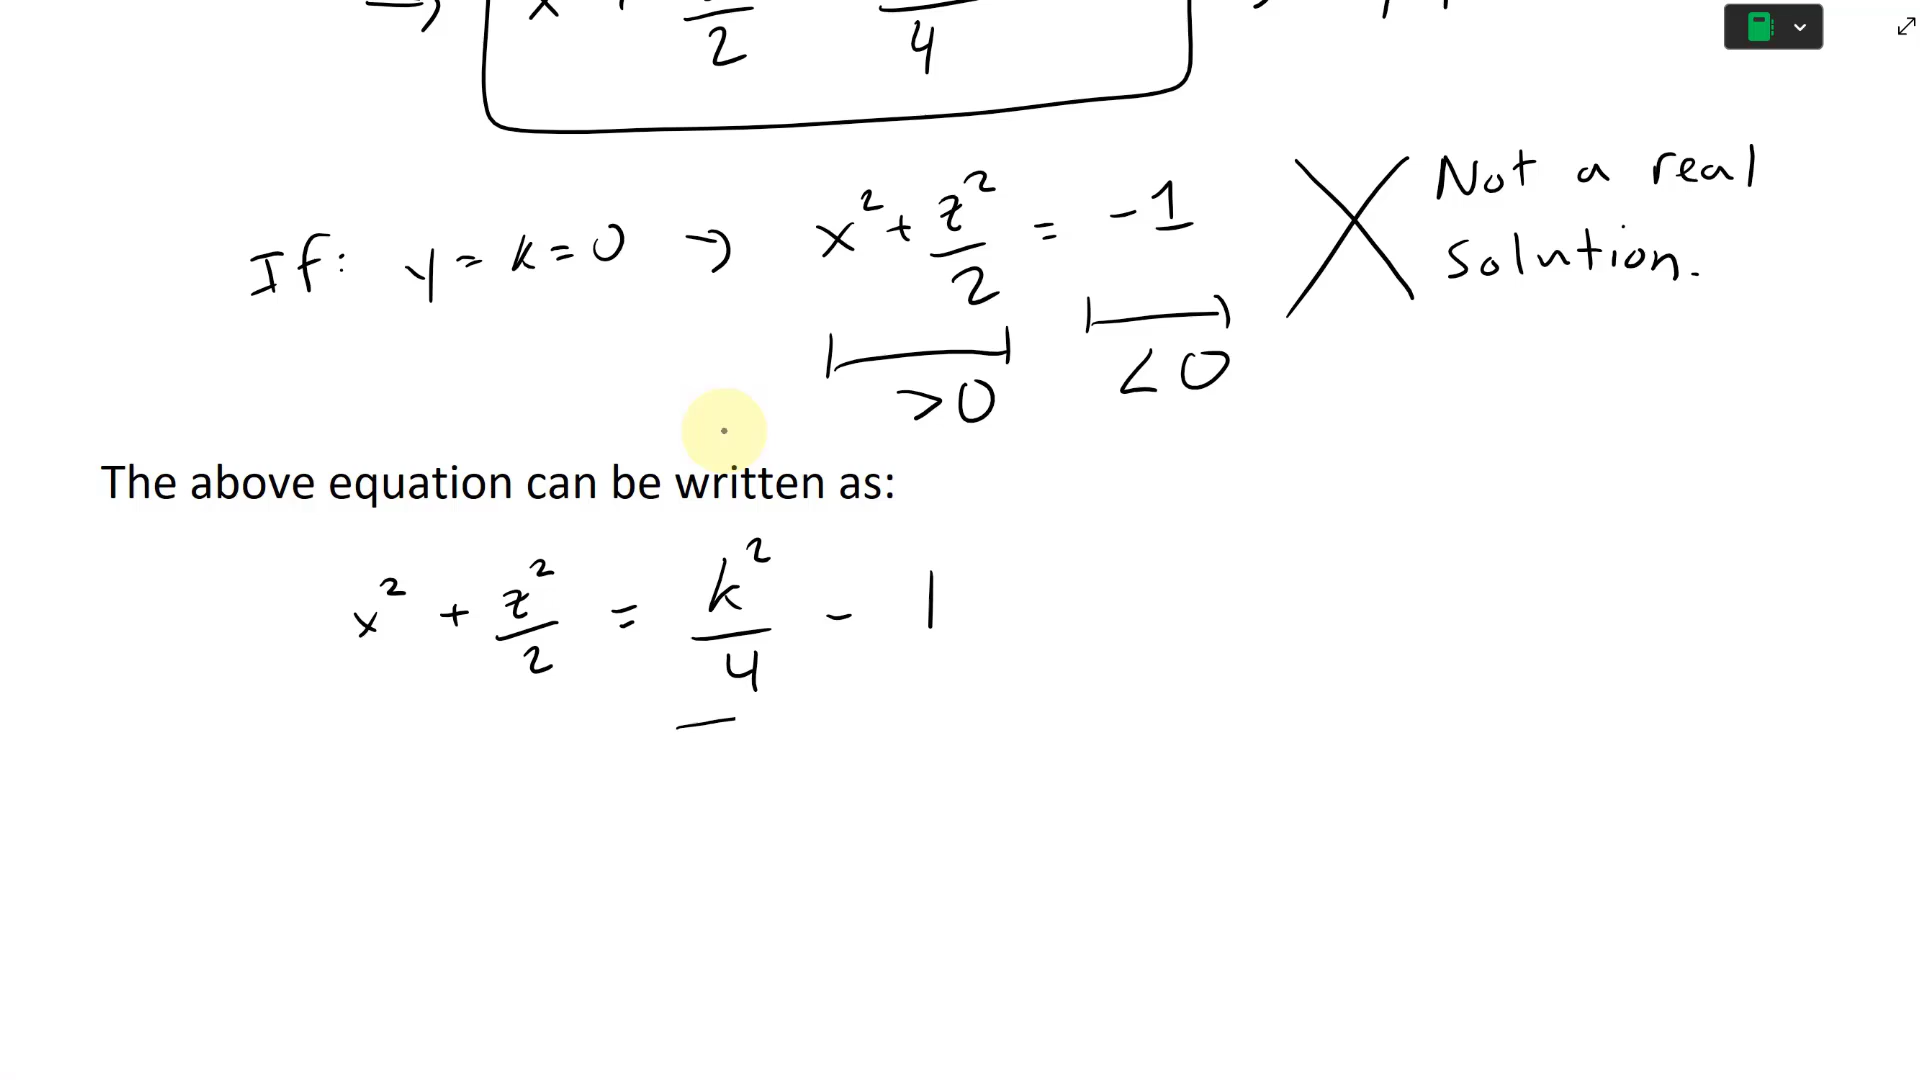 x 2 4
If: y = k = 0 → x² + z²/2 = -1 Not a real solution.
>0 <0
The above equation can be written as:
x² + z²/2 = k²/4 - 1